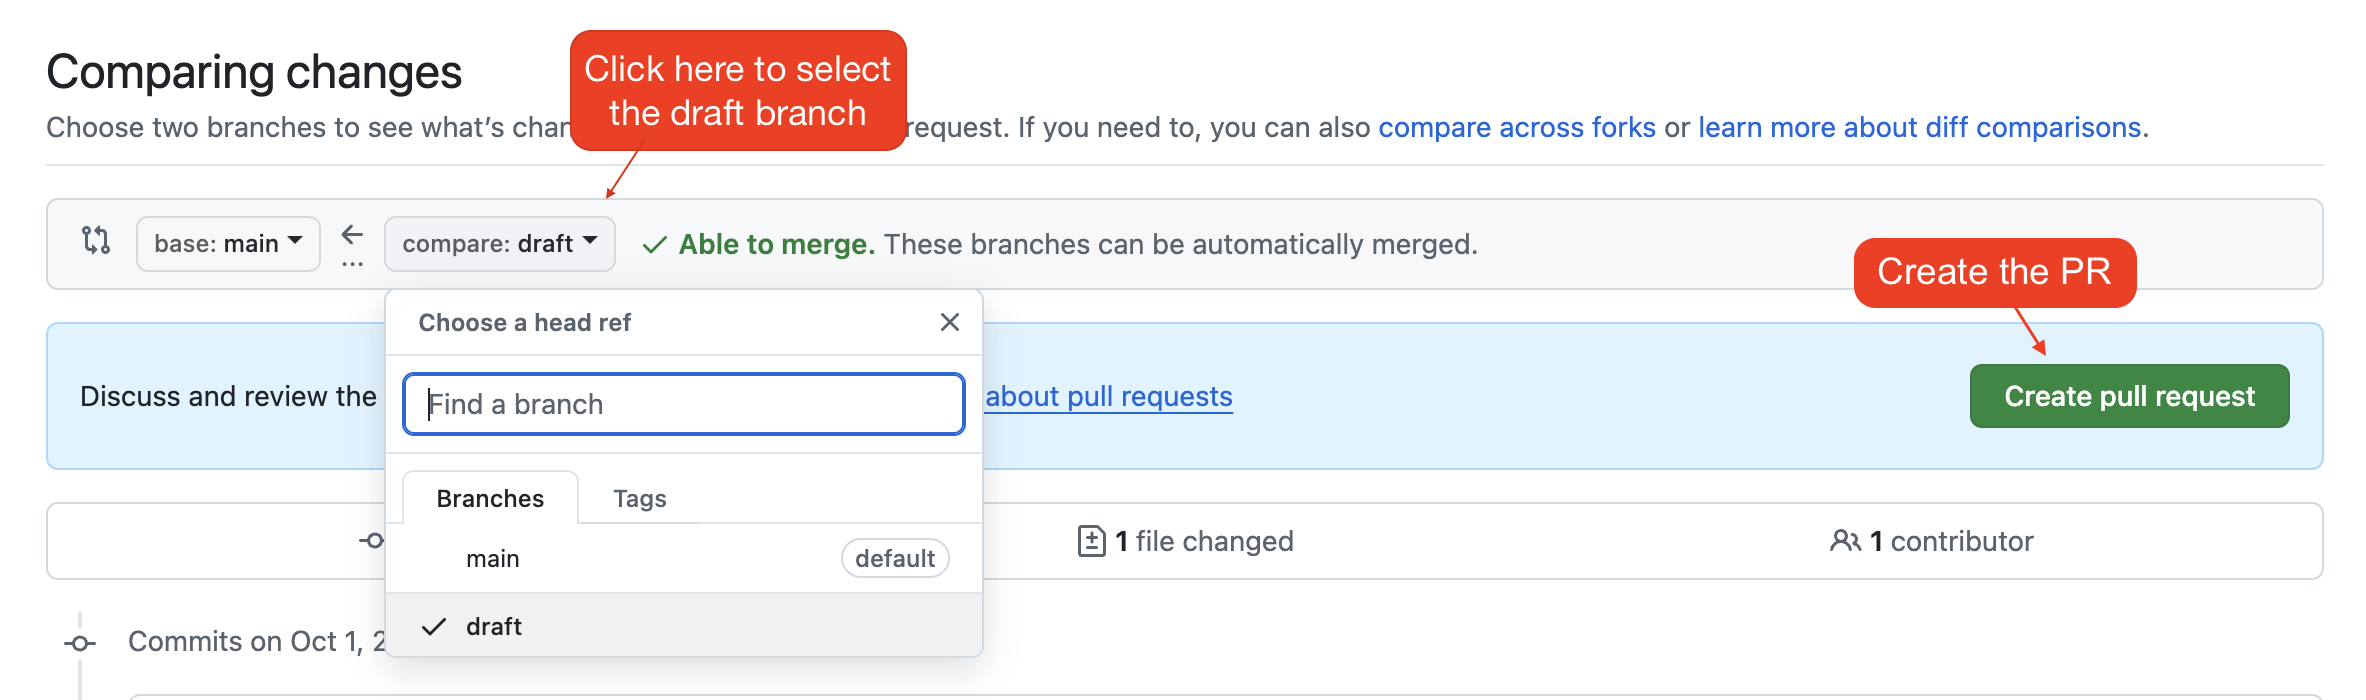 Comparing changes
Click here to select
the draft branch
Choose two branches to see what's request. If you need to, you can also compare across forks or learn more about diff comparisons.
base: main
compare: draft
Able to merge. These branches can be automatically merged.
Create the PR
Choose a head ref
Discuss and review the about pull requests
Find a branch
Create pull request
Branches Tags
1 file changed
1 contributor
main default
draft
Commits on Oct 1,